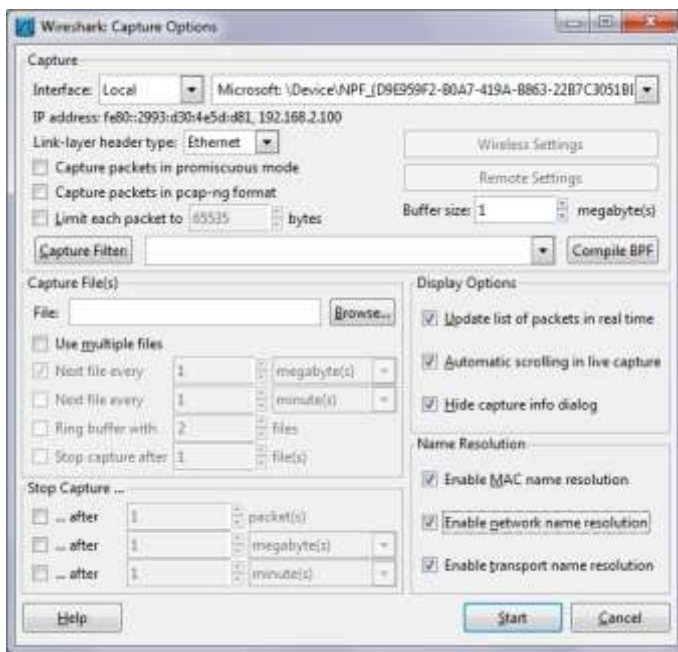 Wireshark: Capture Options
Capture
Interface: Local Microsoft: \Device\NPF_{D9E959F2-B0A7-419A-B863-22B7C3051BI
IP address: fe80::2993:d30:4e5d:d81, 192.168.2.100
Link-layer header type: Ethernet Wireless Settings
Capture packets in promiscuous mode
Capture packets in pcap-ng format Remote Settings
Limit each packet to 65535 bytes Buffer size: 1 megabyte(s)
Capture Filter: Compile BPF
Capture File(s)
File: Browse...
Use multiple files
Next file every 1 megabyte(s)
Next file every 1 minute(s)
Ring buffer with 2 files
Stop capture after 1 file(s)
Stop Capture ...
... after 1 packet(s)
... after 1 megabyte(s)
... after 1 minute(s)
Display Options
Update list of packets in real time
Automatic scrolling in live capture
Hide capture info dialog
Name Resolution
Enable MAC name resolution
Enable network name resolution
Enable transport name resolution
Help Start Cancel